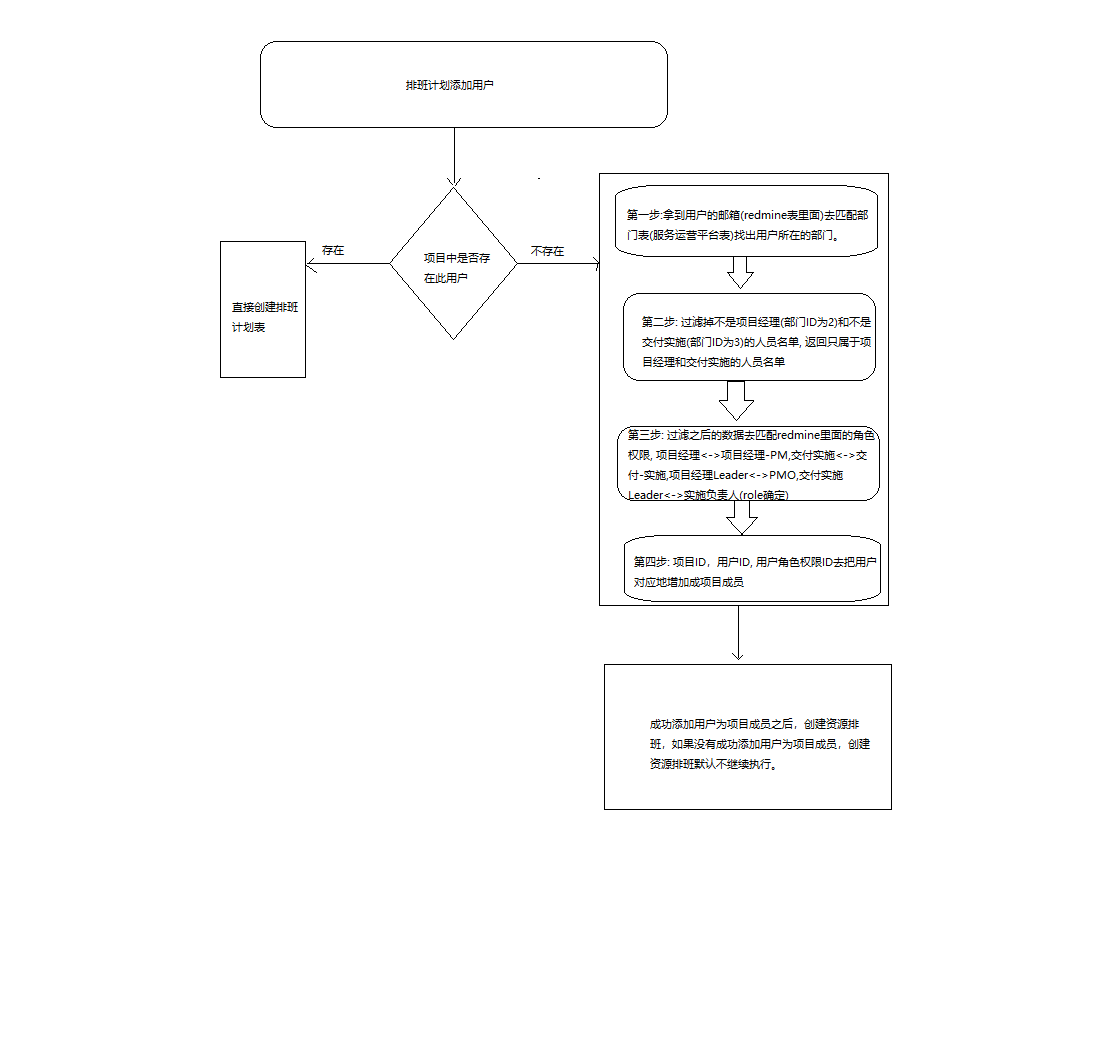 排班计划添加用户
存在
项目中是否存
在此用户
不存在
直接创建排班
计划表
第一步:拿到用户的邮箱(redmine表里面)去匹配部
门表(服务运营平台表)找出用户所在的部门。
第二步: 过滤掉不是项目经理(部门ID为2)和不是
交付实施(部门ID为3)的人员名单, 返回只属于项
目经理和交付实施的人员名单
第三步: 过滤之后的数据去匹配redmine里面的角色
权限, 项目经理<->项目经理-PM,交付实施<->交
付-实施,项目经理Leader<->PMO,交付实施
Leader<->实施负责人(role确定)
第四步: 项目ID，用户ID, 用户角色权限ID去把用户
对应地增加成项目成员
成功添加用户为项目成员之后，创建资源排
班，如果没有成功添加用户为项目成员，创建
资源排班默认不继续执行。